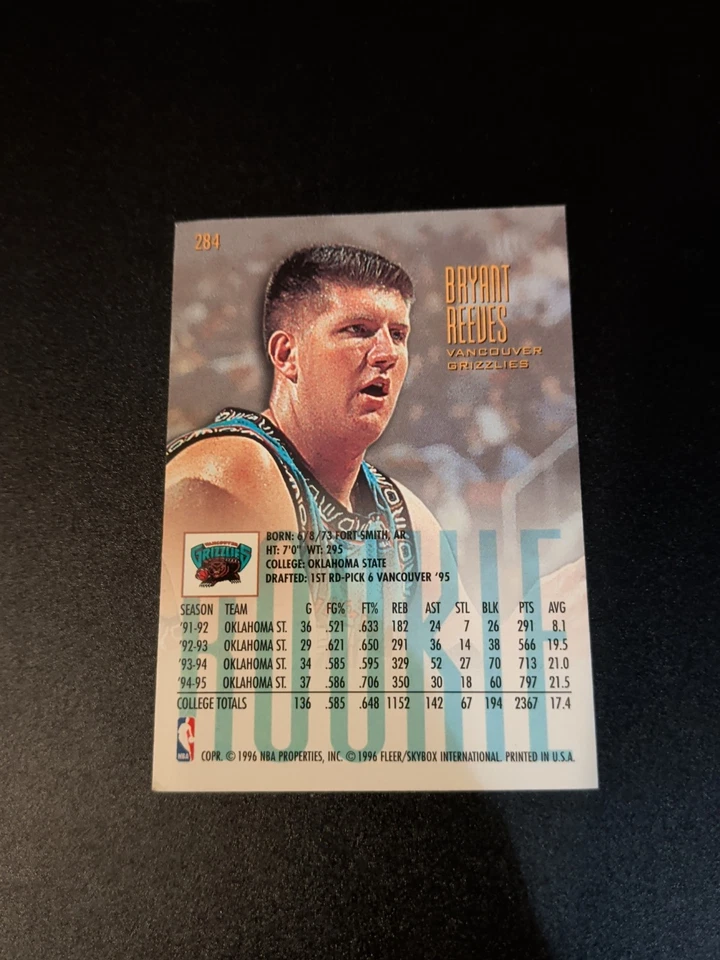 284
BRYANT
REEVES
VANCOUVER
GRIZZLIES
VANCOUVER
GRIZZLIES
BORN: 6/8/73 FORT SMITH, AR
HT: 7'0" WT: 295
COLLEGE: OKLAHOMA STATE
DRAFTED: 1ST RD-PICK 6 VANCOUVER '95
ROOKIE
SEASON TEAM G FG% FT% REB AST STL BLK PTS AVG
'91-92 OKLAHOMA ST. 36 .521 .633 182 24 7 26 291 8.1
'92-93 OKLAHOMA ST. 29 .621 .650 291 36 14 38 566 19.5
'93-94 OKLAHOMA ST. 34 .585 .595 329 52 27 70 713 21.0
'94-95 OKLAHOMA ST. 37 .586 .706 350 30 18 60 797 21.5
COLLEGE TOTALS 136 .585 .648 1152 142 67 194 2367 17.4
NBA
COPR. © 1996 NBA PROPERTIES, INC. © 1996 FLEER/SKYBOX INTERNATIONAL. PRINTED IN U.S.A.